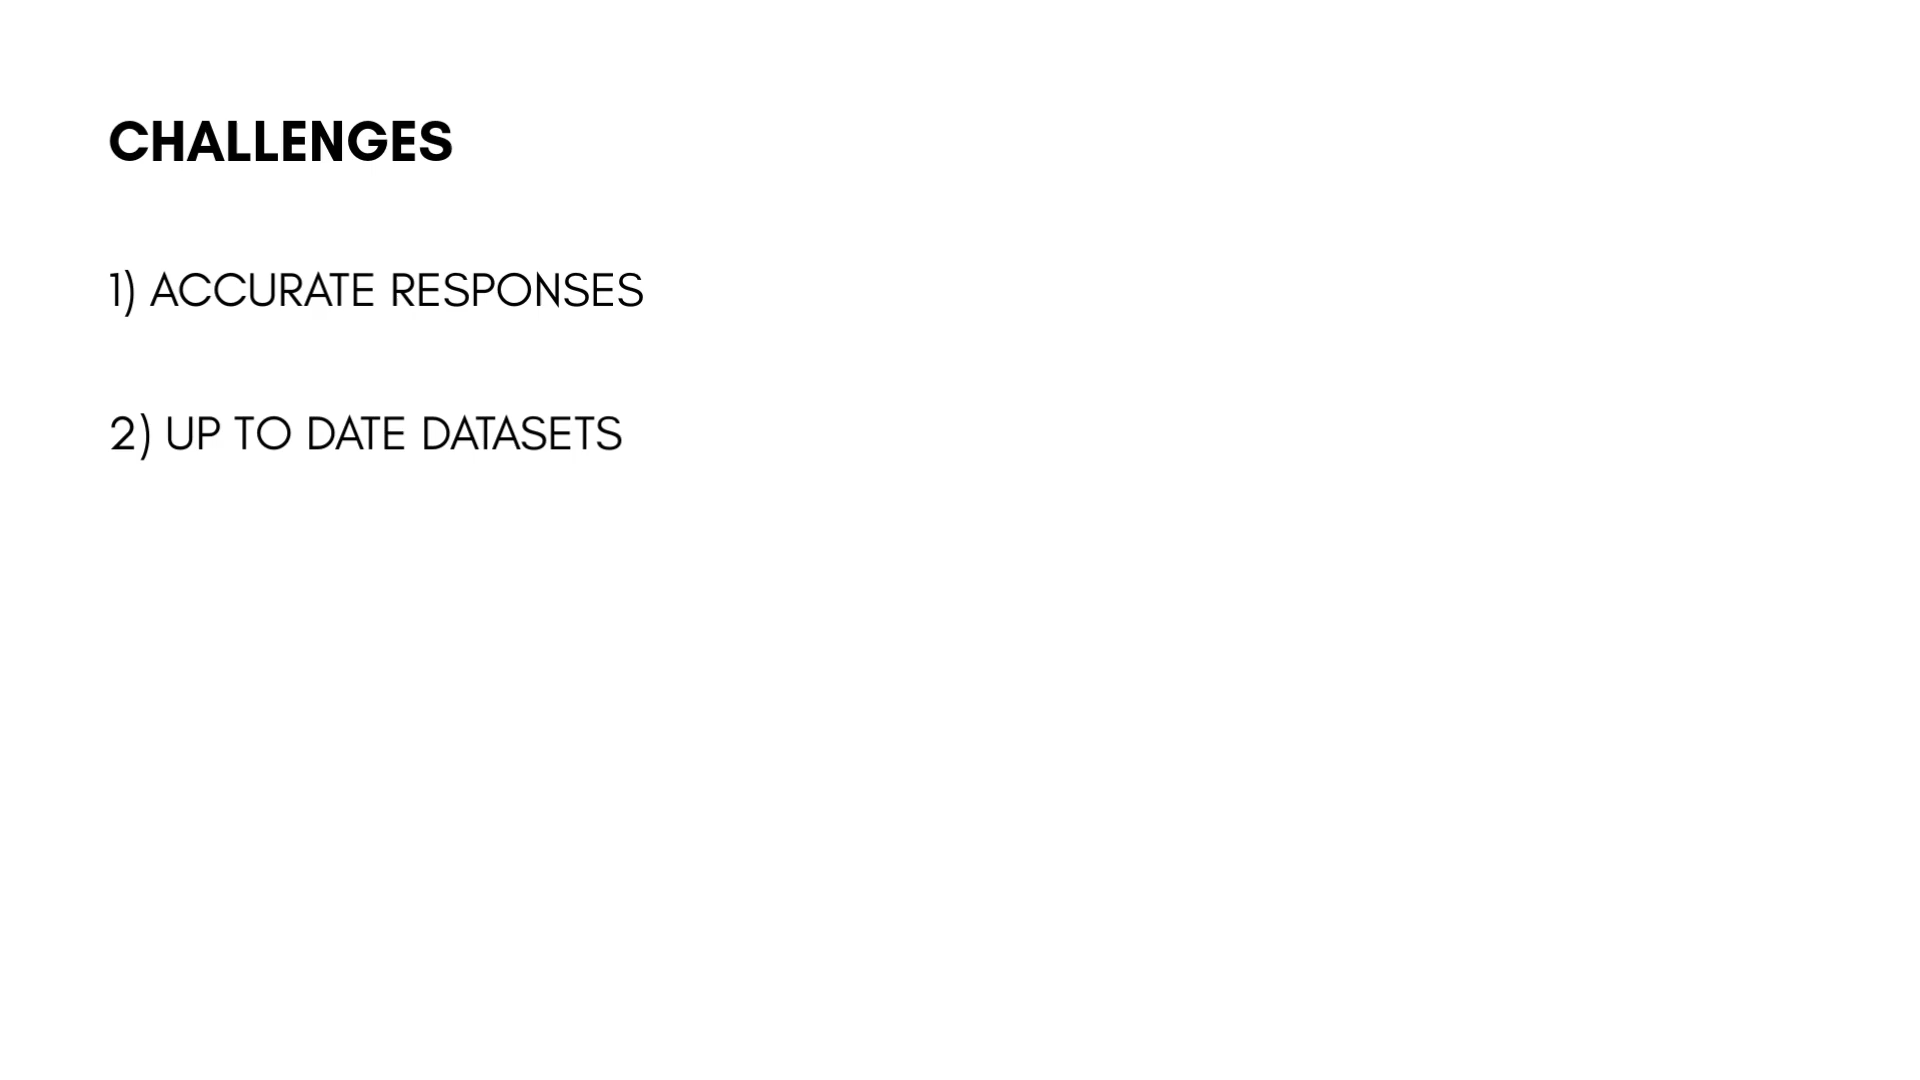 CHALLENGES
1) ACCURATE RESPONSES
2) UP TO DATE DATASETS